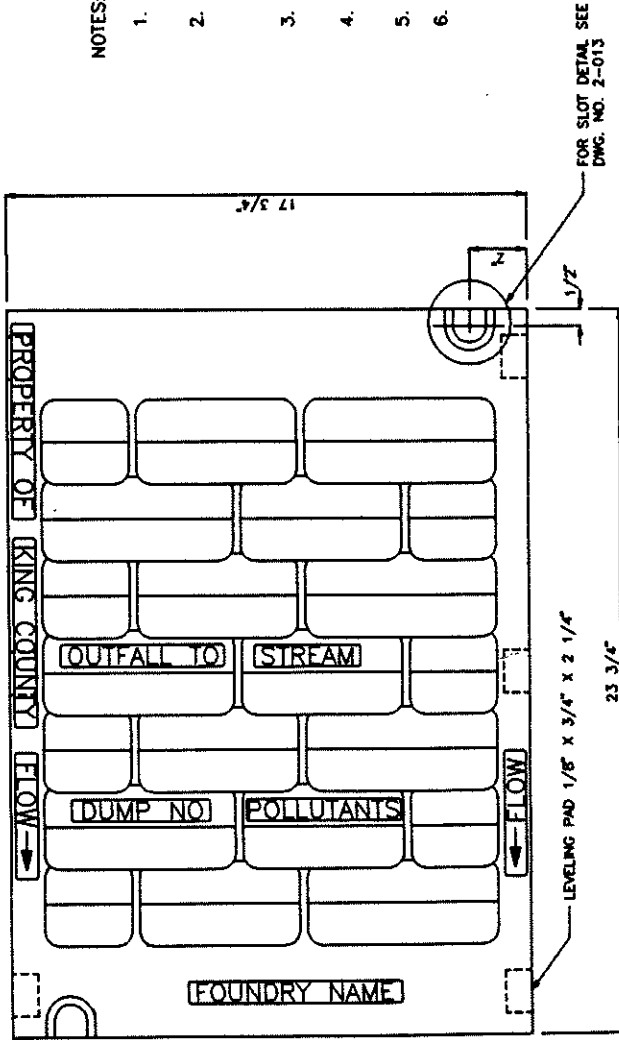 NOTES:
1.
2.
3.
4.
5.
6.
17 3/4"
PROPERTY OF KING COUNTY FLOW →
OUTFALL TO STREAM
DUMP NO POLLUTANTS
FLOW →
FOUNDRY NAME
2"
1/2"
FOR SLOT DETAIL SEE
DWG. NO. 2-013
LEVELING PAD 1/8" X 3/4" X 2 1/4"
23 3/4"